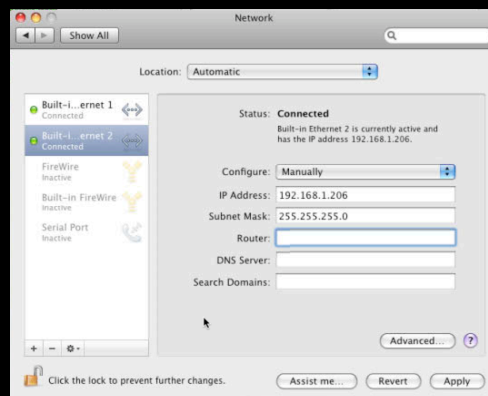 Network
Show All
Location: Automatic
Built-i...ernet 1
Connected
Built-i...ernet 2
Connected
FireWire
Inactive
Built-in FireWire
Inactive
Serial Port
Inactive
Status: Connected
Built-in Ethernet 2 is currently active and
has the IP address 192.168.1.206.
Configure: Manually
IP Address: 192.168.1.206
Subnet Mask: 255.255.255.0
Router:
DNS Server:
Search Domains:
Advanced... ?
Click the lock to prevent further changes.
Assist me... Revert Apply